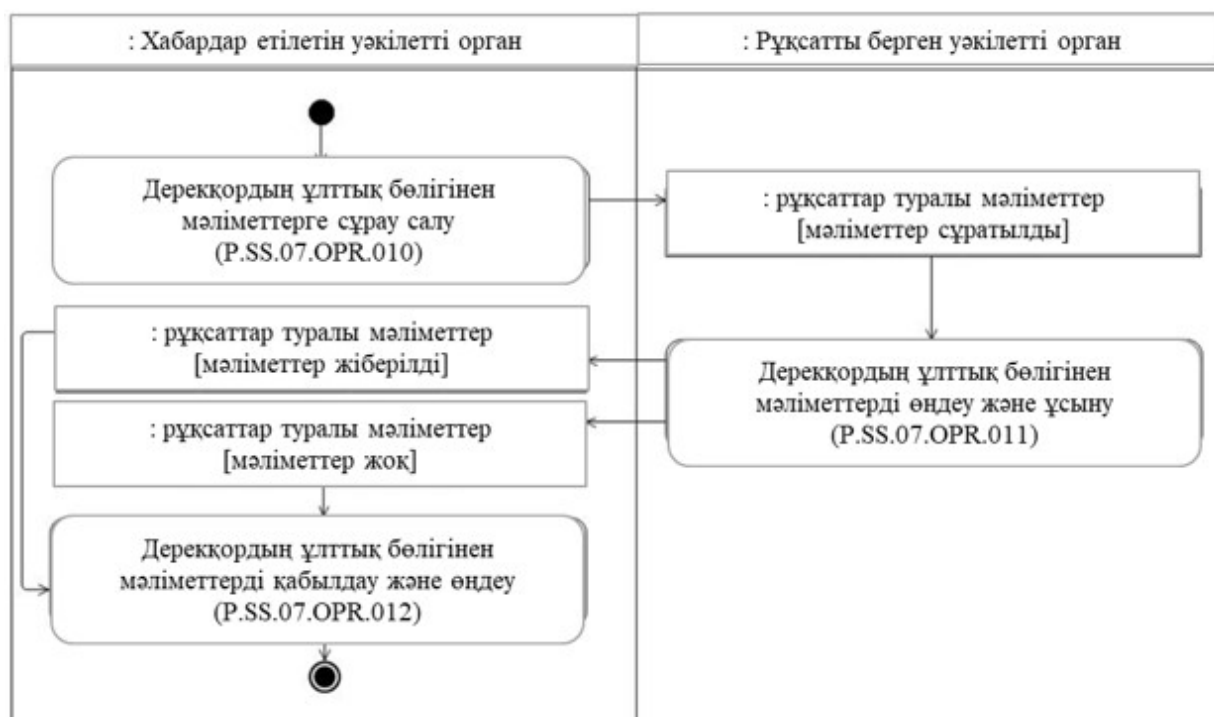 : Хабардар етілетін уәкілетті орган
: Рұқсатты берген уәкілетті орган
Дерекқордың ұлттық бөлігінен
мәліметтерге сұрау салу
(P.SS.07.OPR.010)
: рұқсаттар туралы мәліметтер
[мәліметтер сұратылды]
: рұқсаттар туралы мәліметтер
[мәліметтер жіберілді]
Дерекқордың ұлттық бөлігінен
мәліметтерді өңдеу және ұсыну
(P.SS.07.OPR.011)
: рұқсаттар туралы мәліметтер
[мәліметтер жоқ]
Дерекқордың ұлттық бөлігінен
мәліметтерді қабылдау және өңдеу
(P.SS.07.OPR.012)